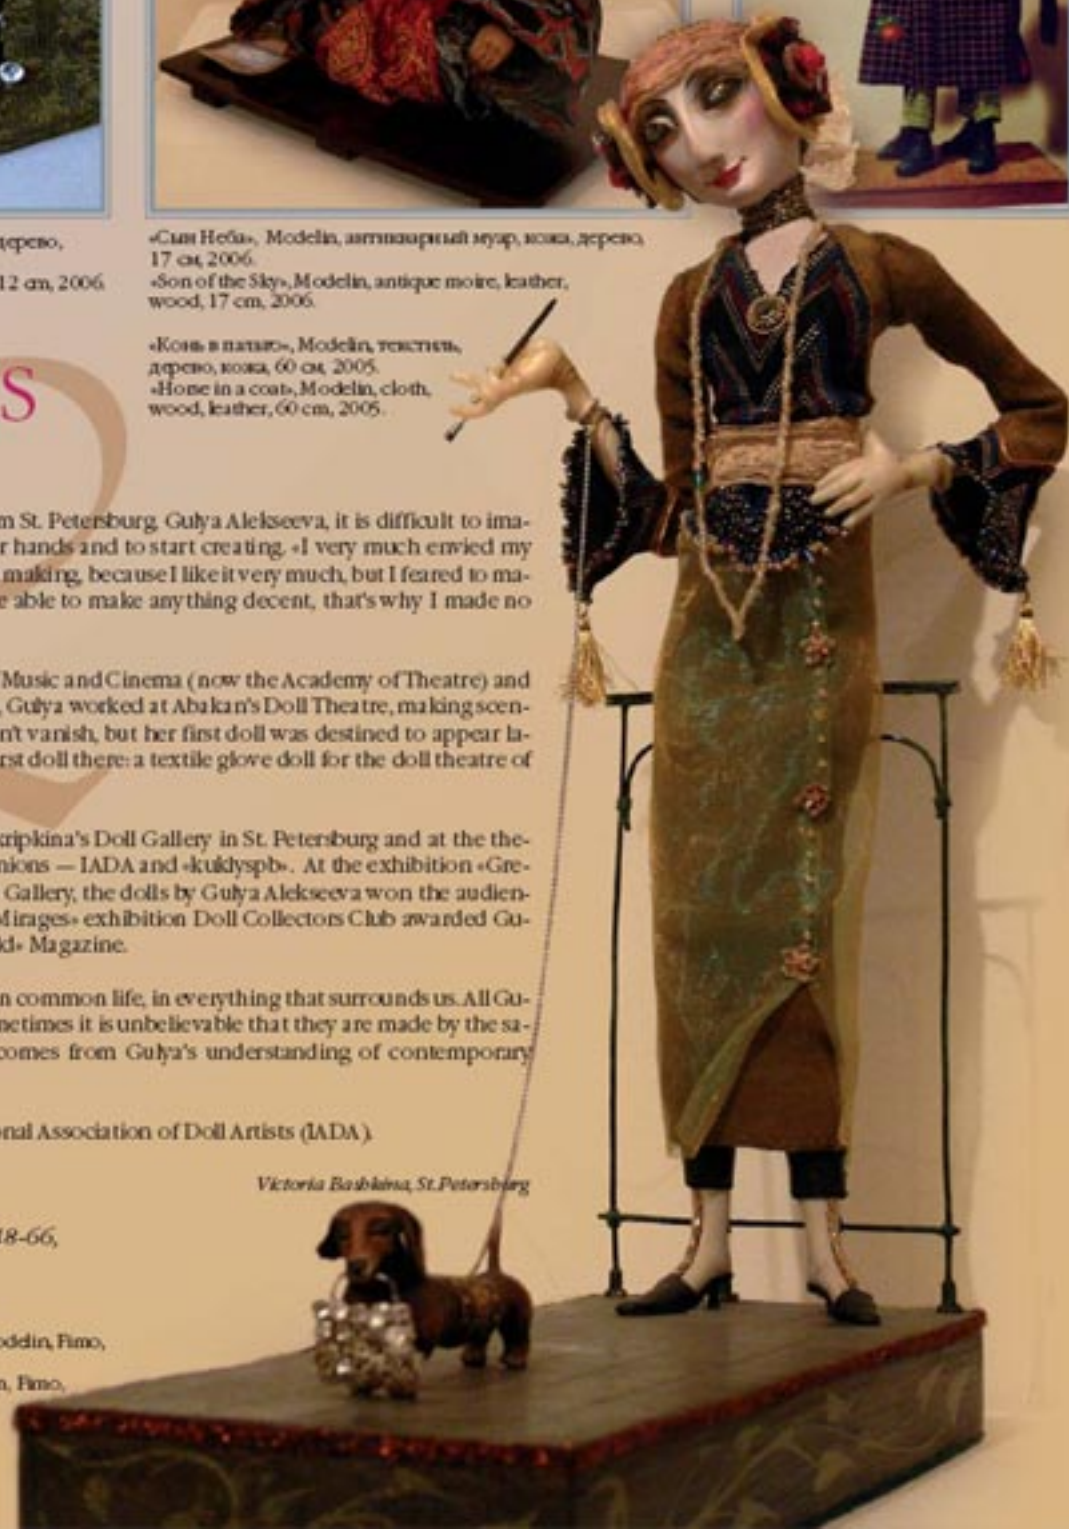 дерево,
12 cm, 2006.
«Сын Неба», Modelin, антикварный муар, кожа, дерево,
17 см, 2006.
«Son of the Sky», Modelin, antique moire, leather,
wood, 17 cm, 2006.
«Конь в пальто», Modelin, текстиль,
дерево, кожа, 60 см, 2005.
«Horse in a coat», Modelin, cloth,
wood, leather, 60 cm, 2005.
s
m St. Petersburg, Gulya Alekseeva, it is difficult to ima-
r hands and to start creating. «I very much envied my
making, because I like it very much, but I feared to ma-
e able to make anything decent, that's why I made no
Music and Cinema (now the Academy of Theatre) and
, Gulya worked at Abakan's Doll Theatre, making scen-
n't vanish, but her first doll was destined to appear la-
rst doll there: a textile glove doll for the doll theatre of
kripkina's Doll Gallery in St. Petersburg and at the the-
nions — IADA and «kuklyspb». At the exhibition «Gre-
Gallery, the dolls by Gulya Alekseeva won the audien-
Mirages» exhibition Doll Collectors Club awarded Gu-
ld» Magazine.
n common life, in everything that surrounds us. All Gu-
metimes it is unbelievable that they are made by the sa-
comes from Gulya's understanding of contemporary
onal Association of Doll Artists (IADA).
Victoria Bashkina, St.Petersburg
18-66,
odelin, Fimo,
n, Fimo,